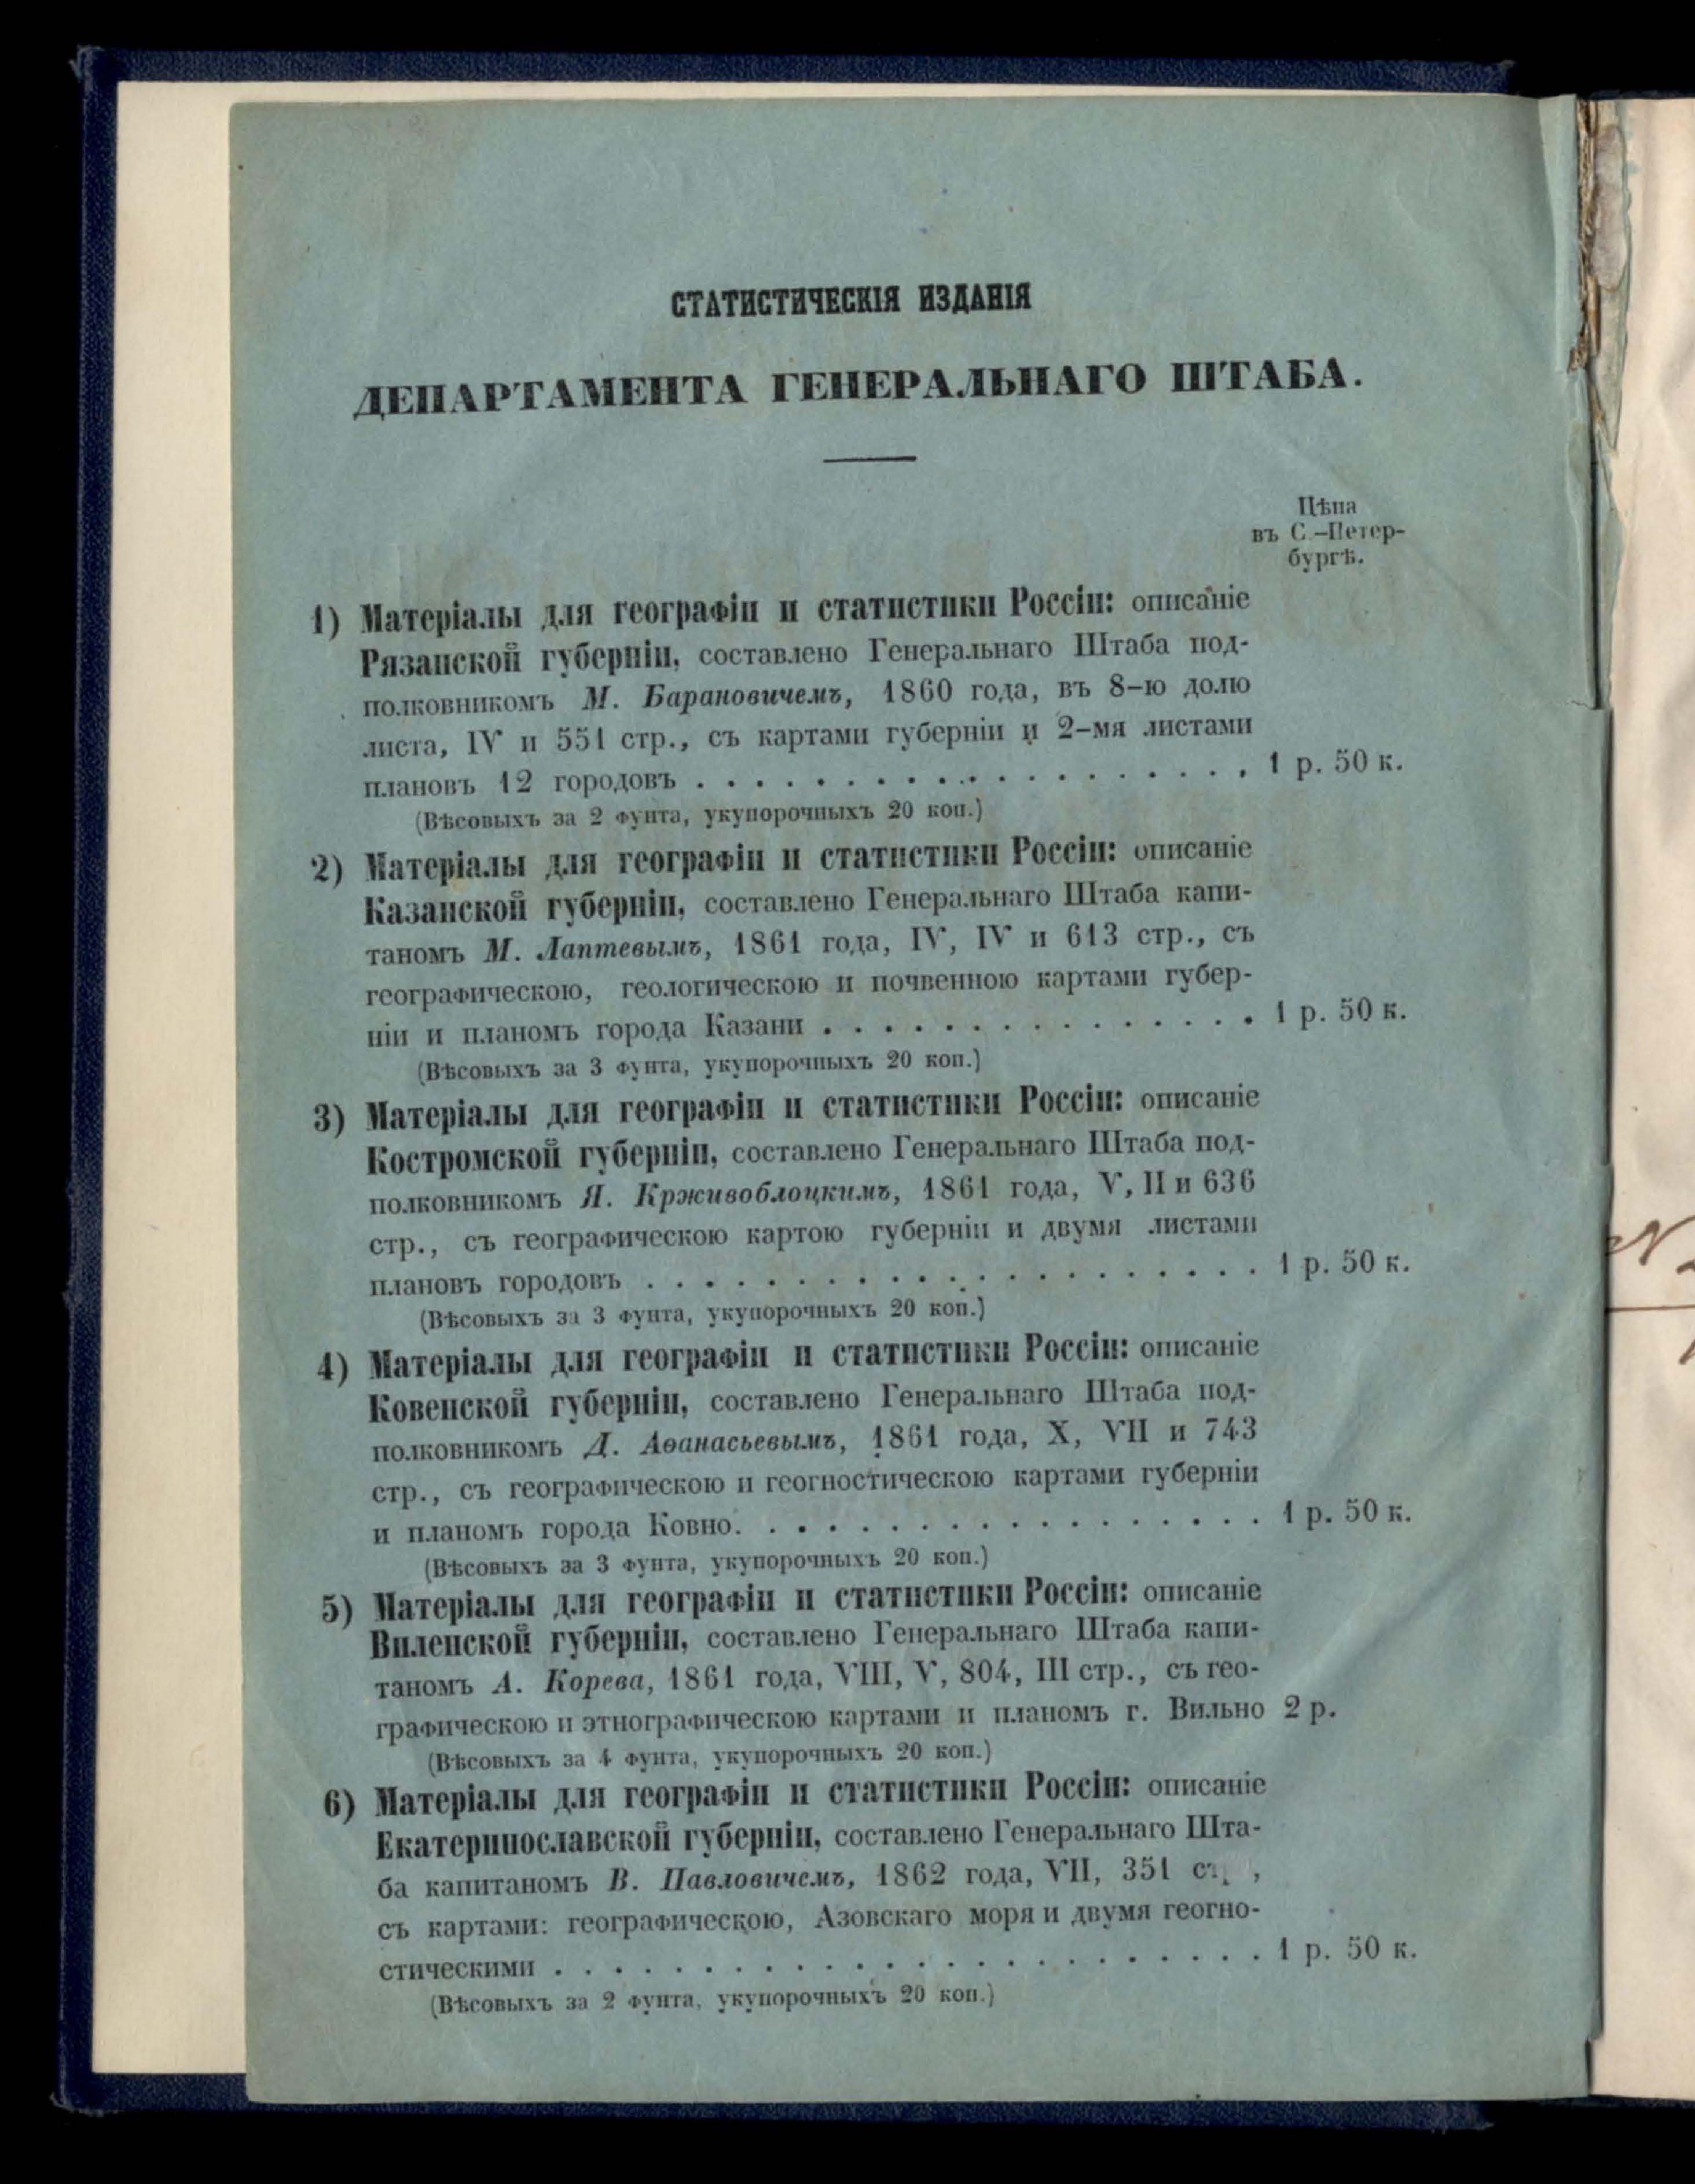 СТАТИСТИЧЕСКІЯ ИЗДАНІЯ
ДЕПАРТАМЕНТА ГЕНЕРАЛЬНАГО ШТАБА.
Цѣна
въ С.-Петер-
бургѣ.
1) Матеріалы для географіи и статистики Россіи: описаніе
Рязанской губерніи, составлено Генеральнаго Штаба под-
полковникомъ М. Барановичемъ, 1860 года, въ 8-ю долю
листа, IV и 551 стр., съ картами губерніи и 2-мя листами
плановъ 12 городовъ . . . . . . . . . . . . . . . . . . . 1 р. 50 к.
(Вѣсовыхъ за 2 фунта, укупорочныхъ 20 коп.)
2) Матеріалы для географіи и статистики Россіи: описаніе
Казанской губерніи, составлено Генеральнаго Штаба капи-
таномъ М. Лаптевымъ, 1861 года, IV, IV и 613 стр., съ
географическою, геологическою и почвенною картами губер-
ніи и планомъ города Казани . . . . . . . . . . . . . . . 1 р. 50 к.
(Вѣсовыхъ за 3 фунта, укупорочныхъ 20 коп.)
3) Матеріалы для географіи и статистики Россіи: описаніе
Костромской губерніи, составлено Генеральнаго Штаба под-
полковникомъ Я. Крживоблоцкимъ, 1861 года, V, II и 636
стр., съ географическою картою губерніи и двумя листами
плановъ городовъ . . . . . . . . . . . . . . . . . . . . . 1 р. 50 к.
(Вѣсовыхъ за 3 фунта, укупорочныхъ 20 коп.)
4) Матеріалы для географіи и статистики Россіи: описаніе
Ковенской губерніи, составлено Генеральнаго Штаба под-
полковникомъ Д. Аѳанасьевымъ, 1861 года, X, VII и 743
стр., съ географическою и геогностическою картами губерніи
и планомъ города Ковно. . . . . . . . . . . . . . . . . . 1 р. 50 к.
(Вѣсовыхъ за 3 фунта, укупорочныхъ 20 коп.)
5) Матеріалы для географіи и статистики Россіи: описаніе
Виленской губерніи, составлено Генеральнаго Штаба капи-
таномъ А. Корева, 1861 года, VIII, V, 804, III стр., съ гео-
графическою и этнографическою картами и планомъ г. Вильно 2 р.
(Вѣсовыхъ за 4 фунта, укупорочныхъ 20 коп.)
6) Матеріалы для географіи и статистики Россіи: описаніе
Екатеринославской губерніи, составлено Генеральнаго Шта-
ба капитаномъ В. Павловичемъ, 1862 года, VII, 351 ст ,
съ картами: географическою, Азовскаго моря и двумя геогно-
стическими . . . . . . . . . . . . . . . . . . . . . . . . 1 р. 50 к.
(Вѣсовыхъ за 2 фунта, укупорочныхъ 20 коп.)